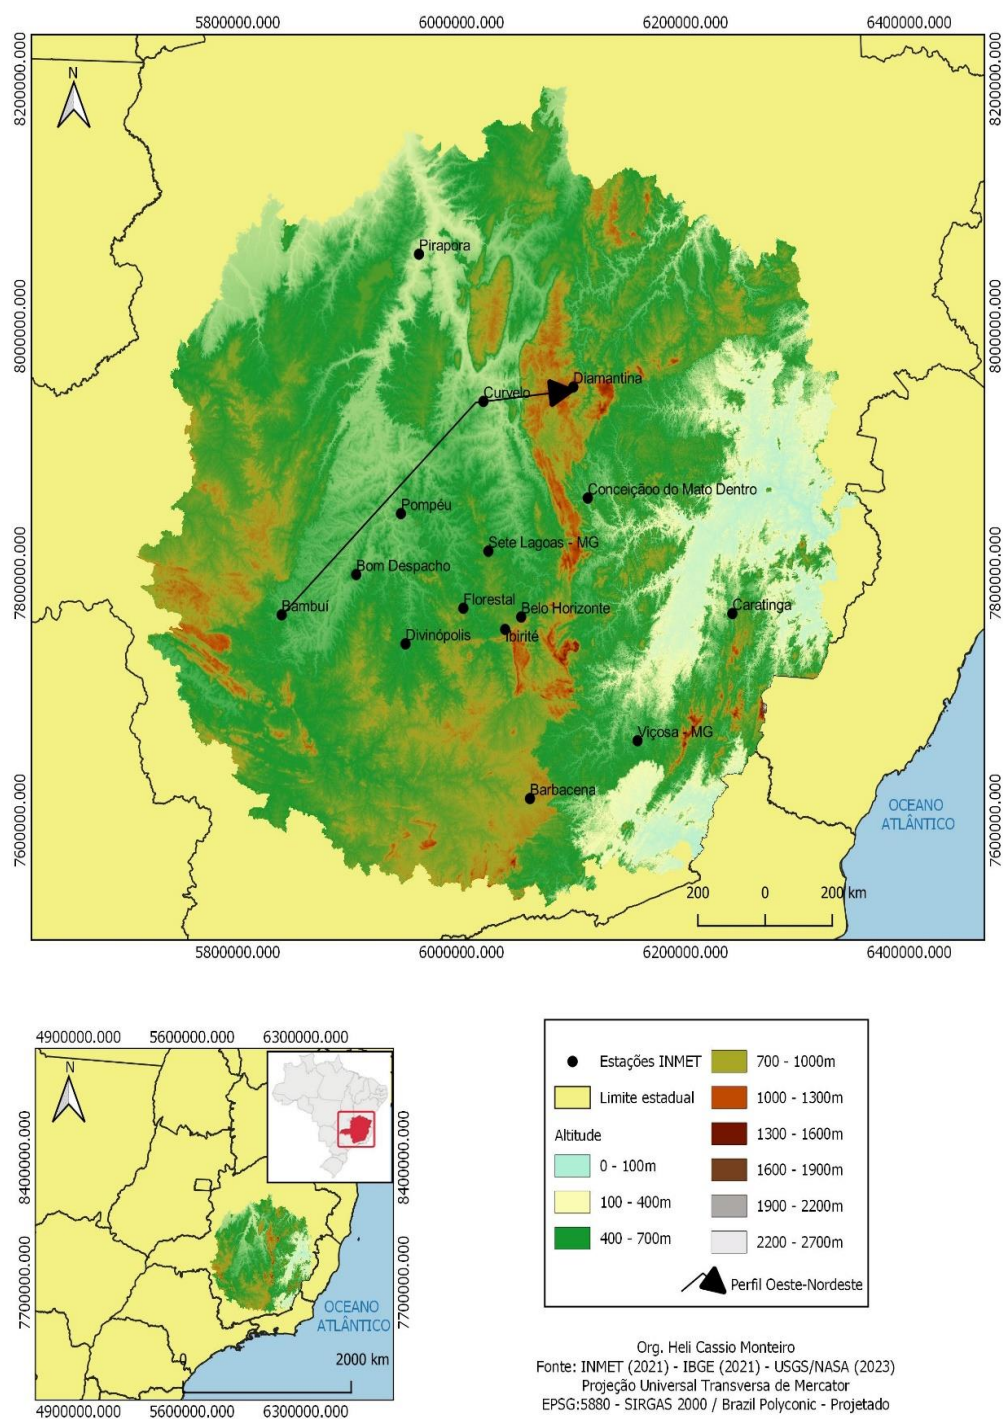 5800000.000 6000000.000 6200000.000 6400000.000
8200000.000
8200000.000
N
Pirapora
8000000.000
8000000.000
Diamantina
Curvelo
Conceiçãoo do Mato Dentro
Pompéu
Sete Lagoas - MG
Bom Despacho
7800000.000
7800000.000
Bambuí
Florestal
Belo Horizonte
Caratinga
Ibirité
Divinópolis
Viçosa - MG
Barbacena
OCEANO
ATLÂNTICO
7600000.000
7600000.000
200 0 200 km
5800000.000 6000000.000 6200000.000 6400000.000
4900000.000 5600000.000 6300000.000
N
8400000.000
8400000.000
7700000.000
7700000.000
OCEANO
ATLÂNTICO
0 2000 km
4900000.000 5600000.000 6300000.000
Estações INMET
Limite estadual
Altitude
0 - 100m
100 - 400m
400 - 700m
700 - 1000m
1000 - 1300m
1300 - 1600m
1600 - 1900m
1900 - 2200m
2200 - 2700m
Perfil Oeste-Nordeste
Org. Heli Cassio Monteiro
Fonte: INMET (2021) - IBGE (2021) - USGS/NASA (2023)
Projeção Universal Transversa de Mercator
EPSG:5880 - SIRGAS 2000 / Brazil Polyconic - Projetado